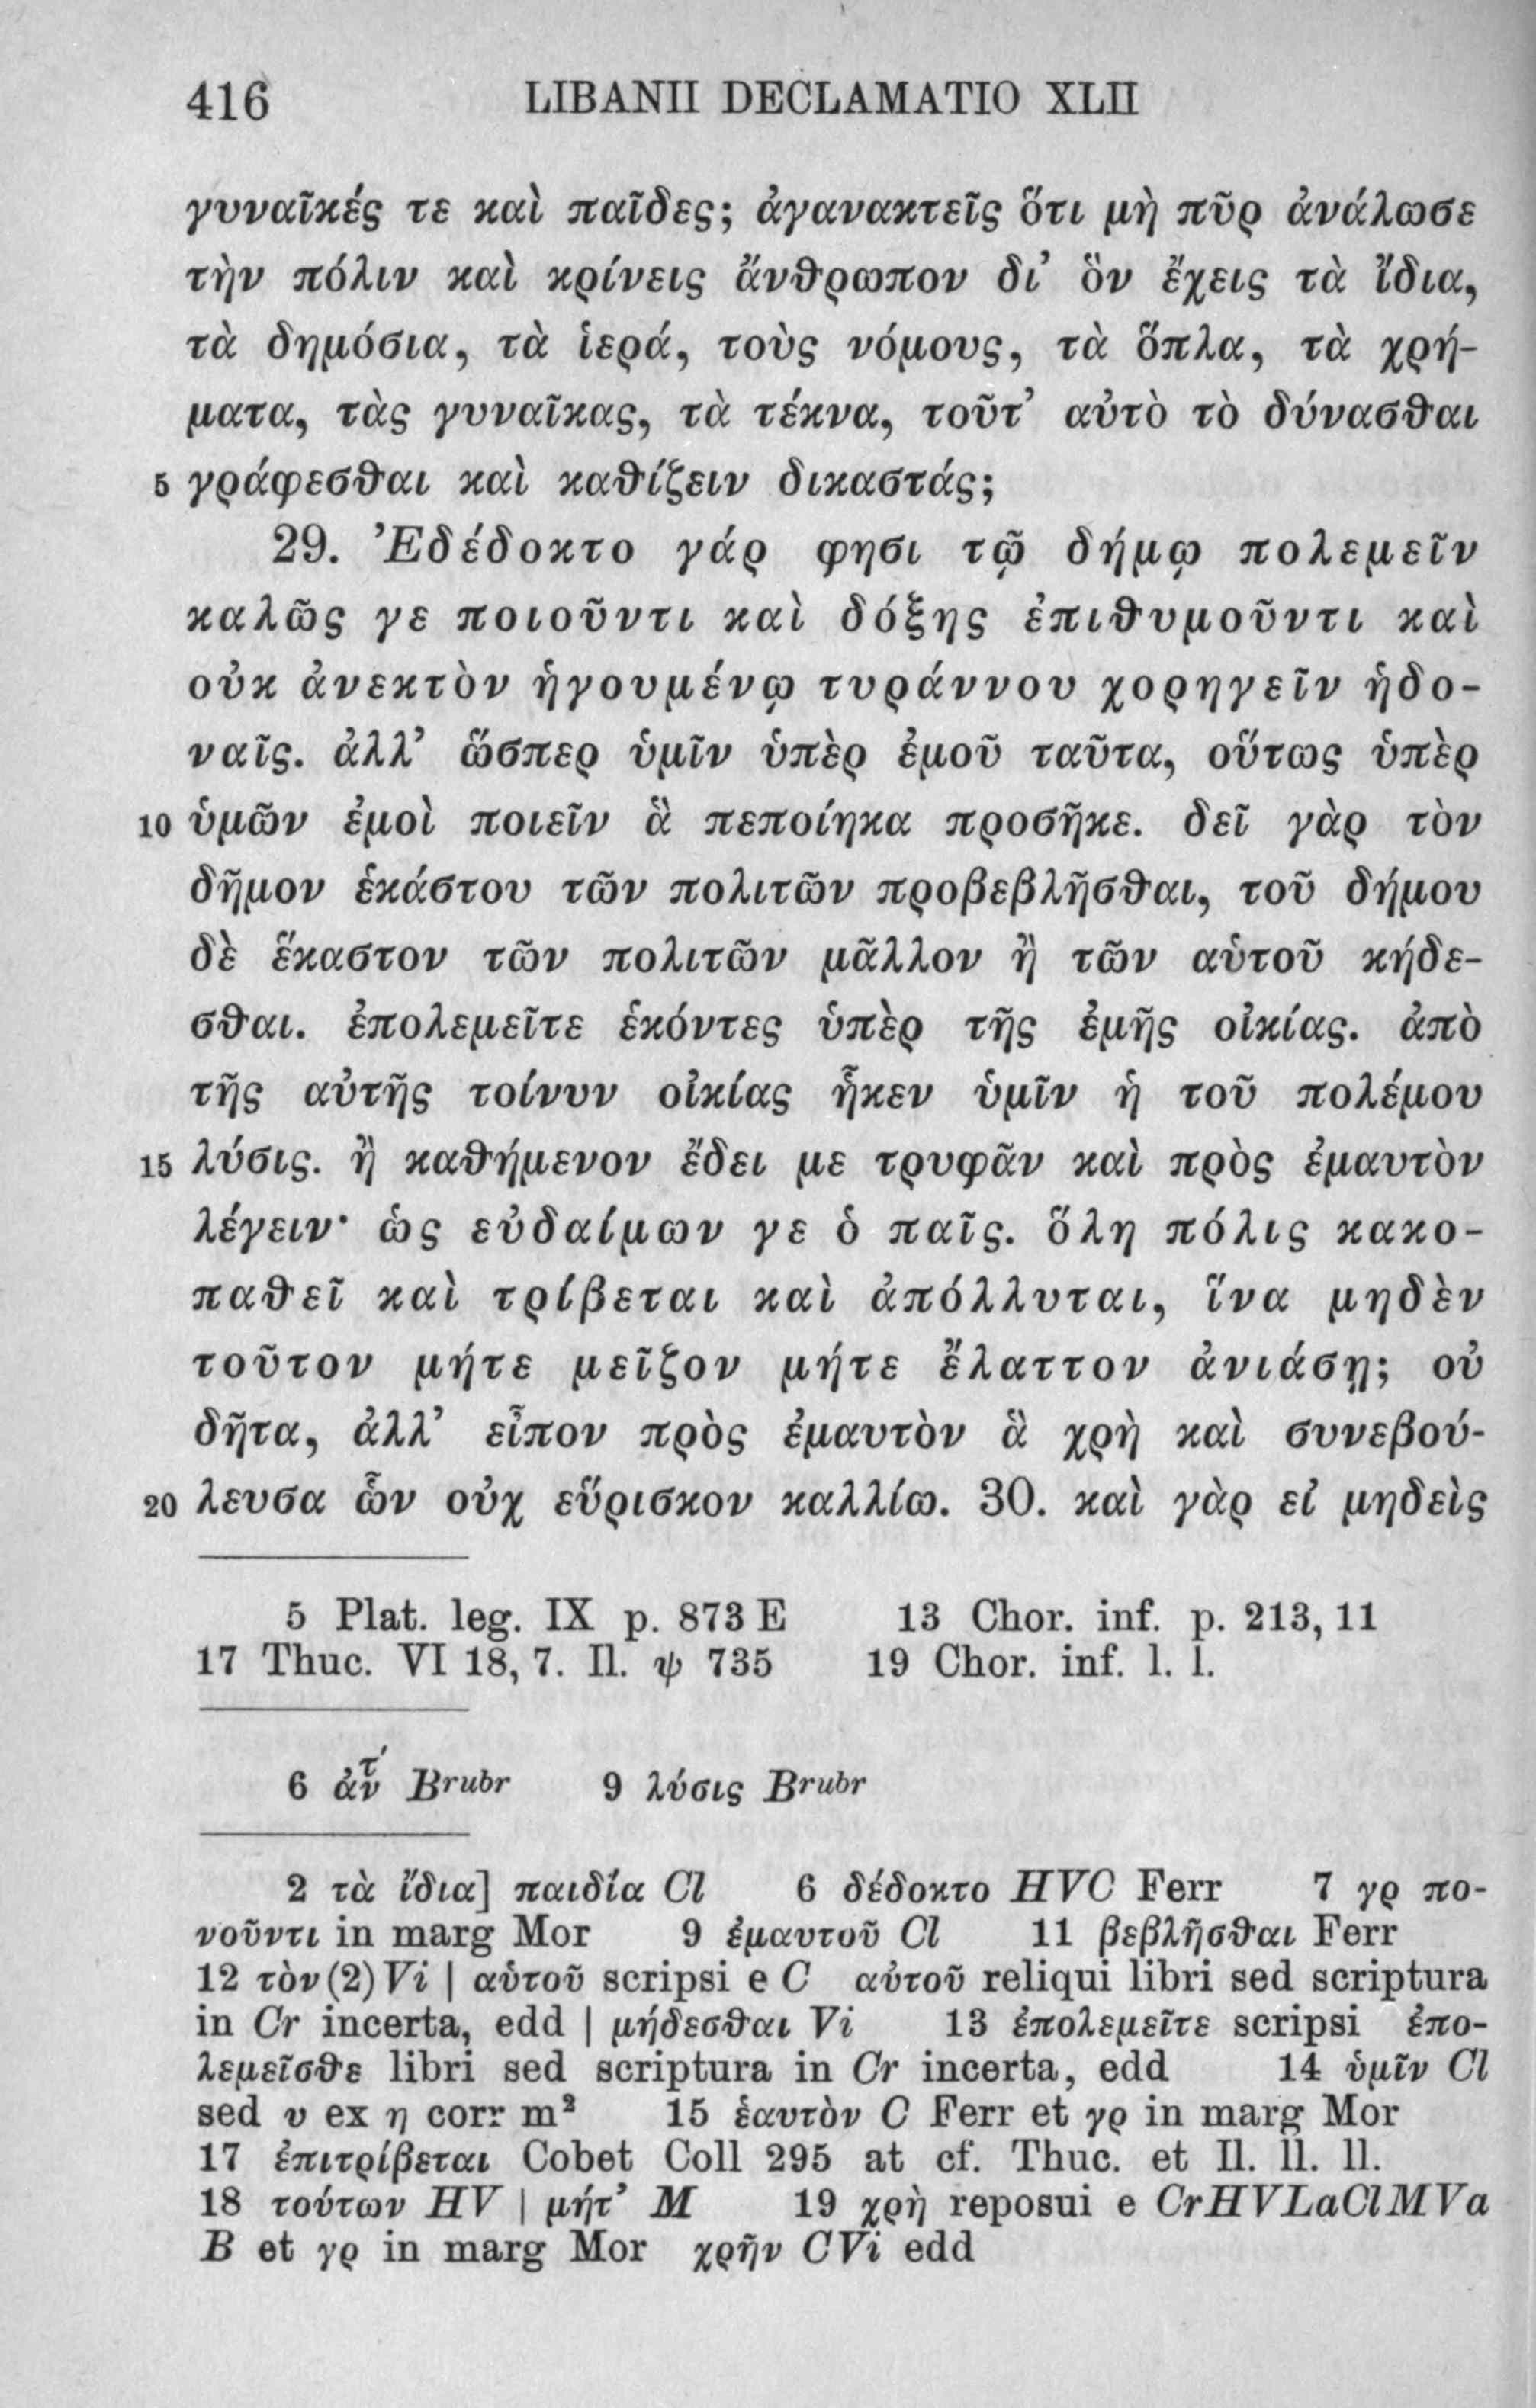 416 LIBANII DECLAMATIO XLII
γυναῖκές τε καὶ παῖδες; ἀγανακτεῖς ὅτι μὴ πῦρ ἀνάλωσε
τὴν πόλιν καὶ κρίνεις ἄνθρωπον δι’ ὃν ἔχεις τὰ ἴδια,
τὰ δημόσια, τὰ ἱερά, τοὺς νόμους, τὰ ὅπλα, τὰ χρή-
ματα, τὰς γυναῖκας, τὰ τέκνα, τοῦτ’ αὐτὸ τὸ δύνασθαι
5 γράφεσθαι καὶ καθίζειν δικαστάς;
29. Ἐδέδοκτο γάρ φησι τῷ δήμῳ πολεμεῖν
καλῶς γε ποιοῦντι καὶ δόξης ἐπιθυμοῦντι καὶ
οὐκ ἀνεκτὸν ἡγουμένῳ τυράννου χορηγεῖν ἡδο-
ναῖς. ἀλλ’ ὥσπερ ὑμῖν ὑπὲρ ἐμοῦ ταῦτα, οὕτως ὑπὲρ
10 ὑμῶν ἐμοὶ ποιεῖν ἃ πεποίηκα προσῆκε. δεῖ γὰρ τὸν
δῆμον ἑκάστου τῶν πολιτῶν προβεβλῆσθαι, τοῦ δήμου
δὲ ἕκαστον τῶν πολιτῶν μᾶλλον ἢ τῶν αὑτοῦ κήδε-
σθαι. ἐπολεμεῖτε ἑκόντες ὑπὲρ τῆς ἐμῆς οἰκίας. ἀπὸ
τῆς αὐτῆς τοίνυν οἰκίας ἧκεν ὑμῖν ἡ τοῦ πολέμου
15 λύσις. ἢ καθήμενον ἔδει με τρυφᾶν καὶ πρὸς ἐμαυτὸν
λέγειν· ὡς εὐδαίμων γε ὁ παῖς. ὅλη πόλις κακο-
παθεῖ καὶ τρίβεται καὶ ἀπόλλυται, ἵνα μηδὲν
τοῦτον μήτε μεῖζον μήτε ἔλαττον ἀνιάσῃ; οὐ
δῆτα, ἀλλ’ εἶπον πρὸς ἐμαυτὸν ἃ χρὴ καὶ συνεβού-
20 λευσα ὧν οὐχ εὕρισκον καλλίω. 30. καὶ γὰρ εἰ μηδεὶς
5 Plat. leg. IX p. 873 E 13 Chor. inf. p. 213, 11
17 Thuc. VI 18, 7. Il. ψ 735 19 Chor. inf. l. l.
6 ἀν͂τ́ Brubr 9 λύσις Brubr
2 τὰ ἴδια] παιδία Cl 6 δέδοκτο HVC Ferr 7 γρ πο-
νοῦντι in marg Mor 9 ἐμαυτοῦ Cl 11 βεβλῆσθαι Ferr
12 τὸν (2) Vi | αὑτοῦ scripsi e C αὐτοῦ reliqui libri sed scriptura
in Cr incerta, edd | μήδεσθαι Vi 13 ἐπολεμεῖτε scripsi ἐπο-
λεμεῖσθε libri sed scriptura in Cr incerta, edd 14 ὑμῖν Cl
sed υ ex η corr m² 15 ἑαυτὸν C Ferr et γρ in marg Mor
17 ἐπιτρίβεται Cobet Coll 295 at cf. Thuc. et Il. ll. ll.
18 τούτων HV | μήτ’ M 19 χρὴ reposui e CrHVLaClMVa
B et γρ in marg Mor χρῆν CVi edd